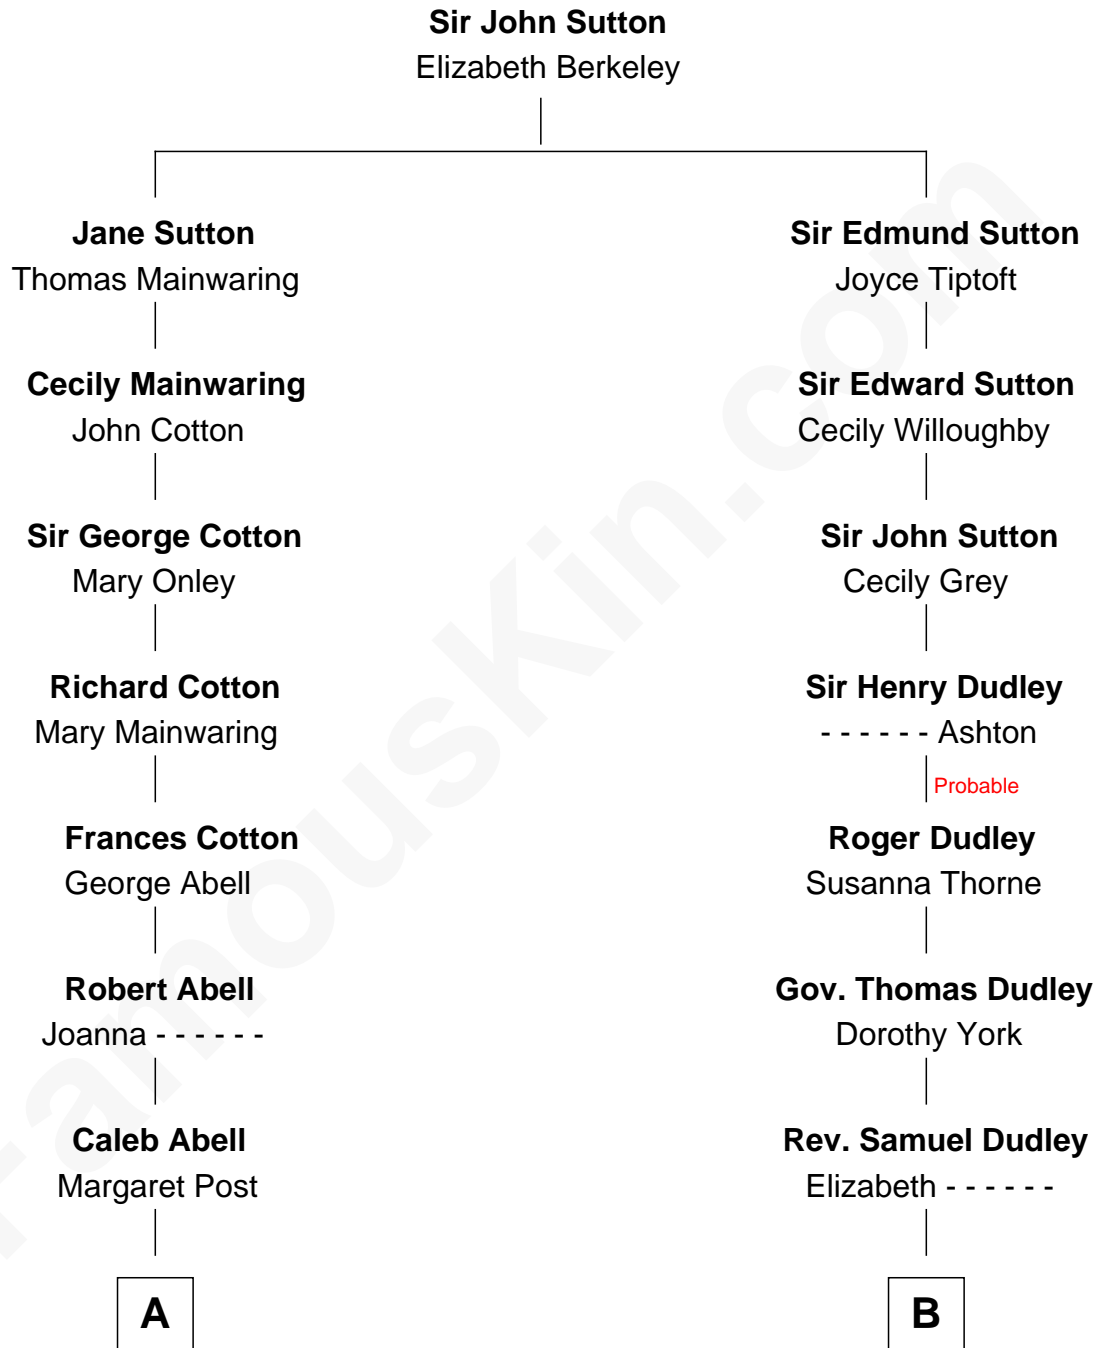 Sir John Sutton
Elizabeth Berkeley
Jane Sutton
Thomas Mainwaring
Cecily Mainwaring
John Cotton
Sir George Cotton
Mary Onley
Richard Cotton
Mary Mainwaring
Frances Cotton
George Abell
Robert Abell
Joanna - - - - - -
Caleb Abell
Margaret Post
A
Sir Edmund Sutton
Joyce Tiptoft
Sir Edward Sutton
Cecily Willoughby
Sir John Sutton
Cecily Grey
Sir Henry Dudley
- - - - - - Ashton
Probable
Roger Dudley
Susanna Thorne
Gov. Thomas Dudley
Dorothy York
Rev. Samuel Dudley
Elizabeth - - - - - -
B
FamousKin.com